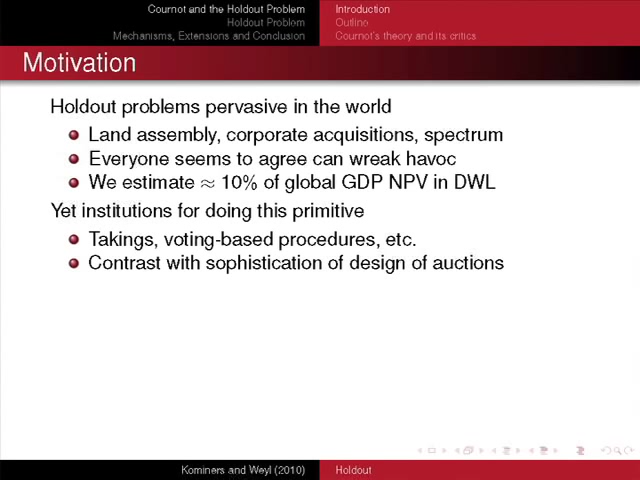 Cournot and the Holdout Problem
Holdout Problem
Mechanisms, Extensions and Conclusion
Introduction
Outline
Cournot's theory and its critics
Motivation
Holdout problems pervasive in the world
Land assembly, corporate acquisitions, spectrum
Everyone seems to agree can wreak havoc
We estimate ≈ 10% of global GDP NPV in DWL
Yet institutions for doing this primitive
Takings, voting-based procedures, etc.
Contrast with sophistication of design of auctions
Kominers and Weyl (2010)
Holdout